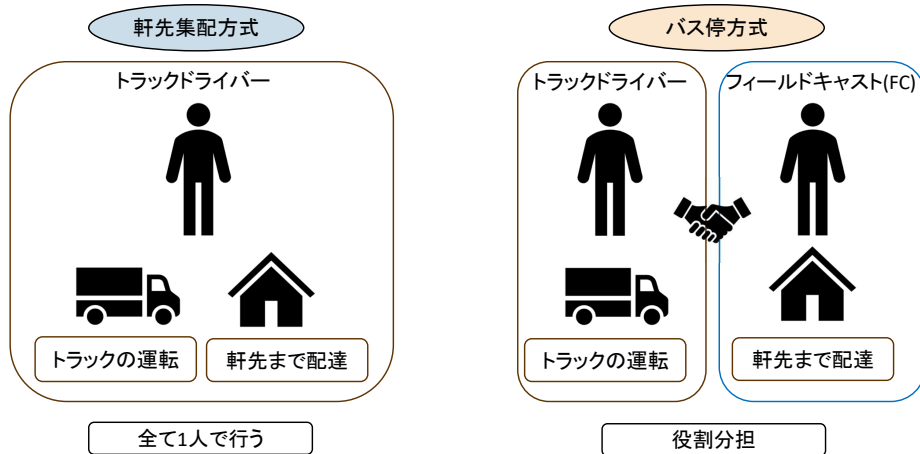 軒先集配方式
トラックドライバー
トラックの運転
軒先まで配達
全て1人で行う
バス停方式
トラックドライバー
フィールドキャスト(FC)
トラックの運転
軒先まで配達
役割分担